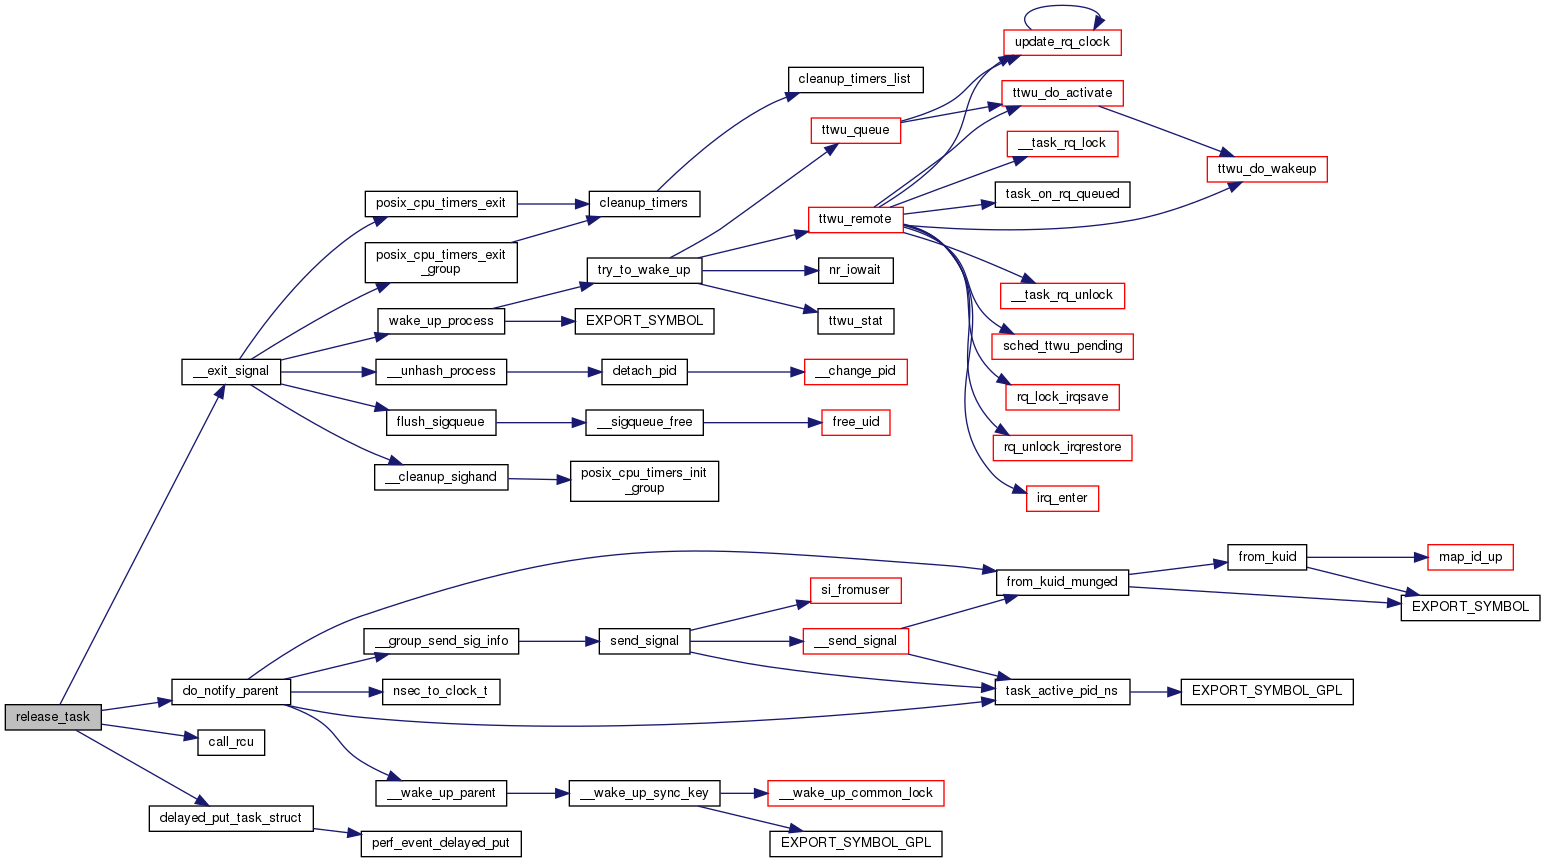 update_rq_clock
cleanup_timers_list
ttwu_do_activate
ttwu_queue
__task_rq_lock
ttwu_do_wakeup
task_on_rq_queued
posix_cpu_timers_exit
cleanup_timers
ttwu_remote
posix_cpu_timers_exit
_group
try_to_wake_up
nr_iowait
__task_rq_unlock
wake_up_process
EXPORT_SYMBOL
ttwu_stat
sched_ttwu_pending
__exit_signal
__unhash_process
detach_pid
__change_pid
rq_lock_irqsave
flush_sigqueue
__sigqueue_free
free_uid
rq_unlock_irqrestore
__cleanup_sighand
posix_cpu_timers_init
_group
irq_enter
from_kuid
map_id_up
from_kuid_munged
si_fromuser
EXPORT_SYMBOL
__group_send_sig_info
send_signal
__send_signal
do_notify_parent
nsec_to_clock_t
task_active_pid_ns
EXPORT_SYMBOL_GPL
release_task
call_rcu
__wake_up_parent
__wake_up_sync_key
__wake_up_common_lock
delayed_put_task_struct
perf_event_delayed_put
EXPORT_SYMBOL_GPL